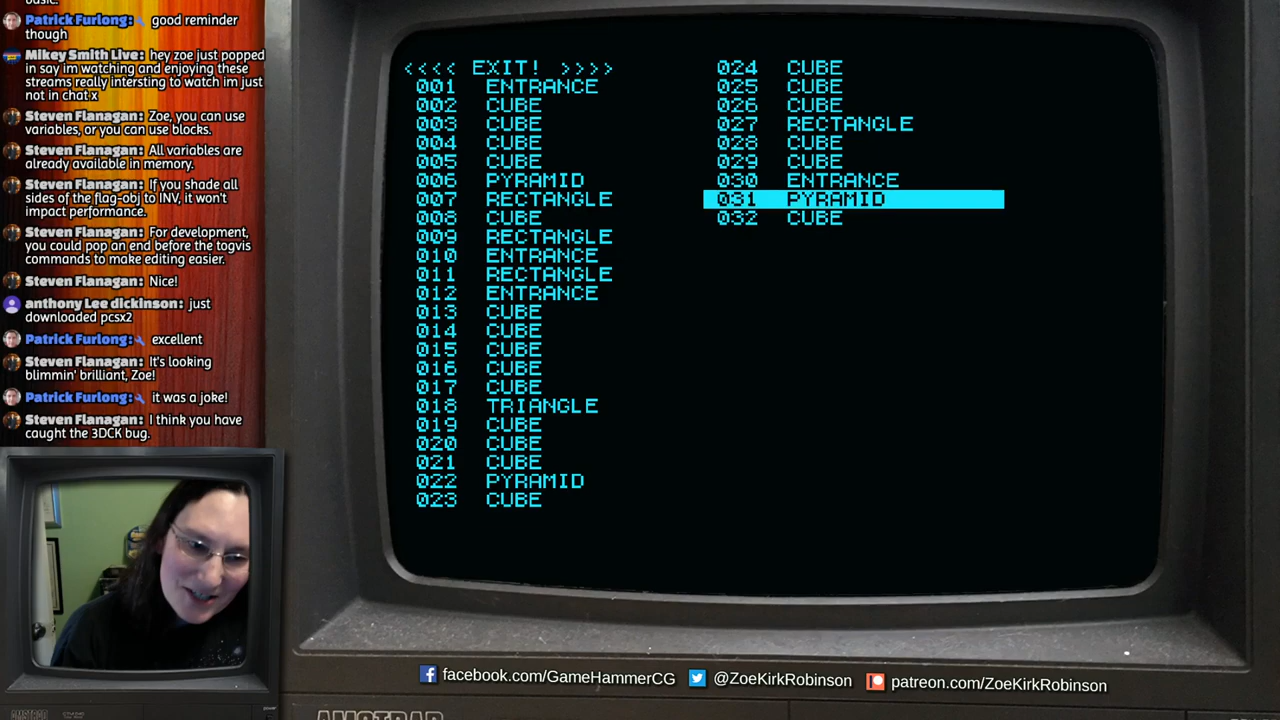 basic.
Patrick Furlong: good reminder
though
Mikey Smith Live: hey zoe just popped
in say im watching and enjoying these
streams really intersting to watch im just
not in chat x
Steven Flanagan: Zoe, you can use
variables, or you can use blocks.
Steven Flanagan: All variables are
already available in memory.
Steven Flanagan: If you shade all
sides of the flag-obj to INV, it won't
impact performance.
Steven Flanagan: For development,
you could pop an end before the togvis
commands to make editing easier.
Steven Flanagan: Nice!
anthony Lee dickinson: just
downloaded pcsx2
Patrick Furlong: excellent
Steven Flanagan: It's looking
blimmin' brilliant, Zoe!
Patrick Furlong: it was a joke!
Steven Flanagan: I think you have
caught the 3DCK bug.
<<<< EXIT! >>>>
001 ENTRANCE
002 CUBE
003 CUBE
004 CUBE
005 CUBE
006 PYRAMID
007 RECTANGLE
008 CUBE
009 RECTANGLE
010 ENTRANCE
011 RECTANGLE
012 ENTRANCE
013 CUBE
014 CUBE
015 CUBE
016 CUBE
017 CUBE
018 TRIANGLE
019 CUBE
020 CUBE
021 CUBE
022 PYRAMID
023 CUBE
024 CUBE
025 CUBE
026 CUBE
027 RECTANGLE
028 CUBE
029 CUBE
030 ENTRANCE
031 PYRAMID
032 CUBE
facebook.com/GameHammerCG
@ZoeKirkRobinson
patreon.com/ZoeKirkRobinson
AMSTRAD